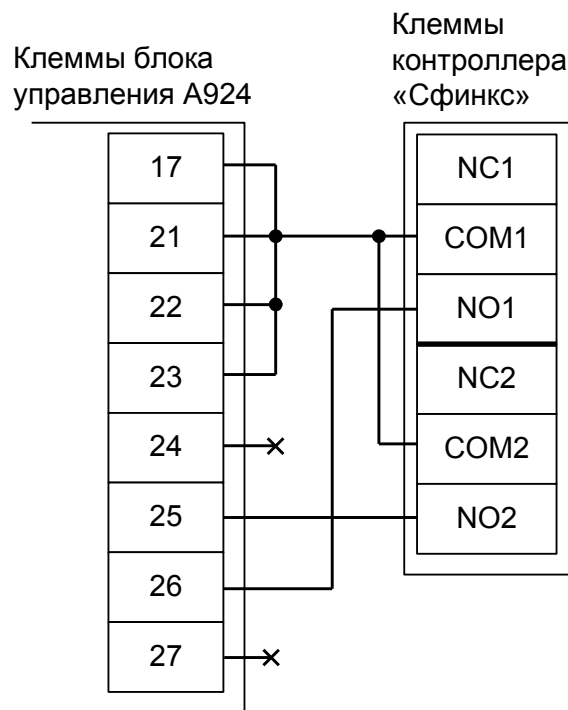 Клеммы блока
управления А924
Клеммы
контроллера
«Сфинкс»
17
21
22
23
24
25
26
27
NC1
COM1
NO1
NC2
COM2
NO2